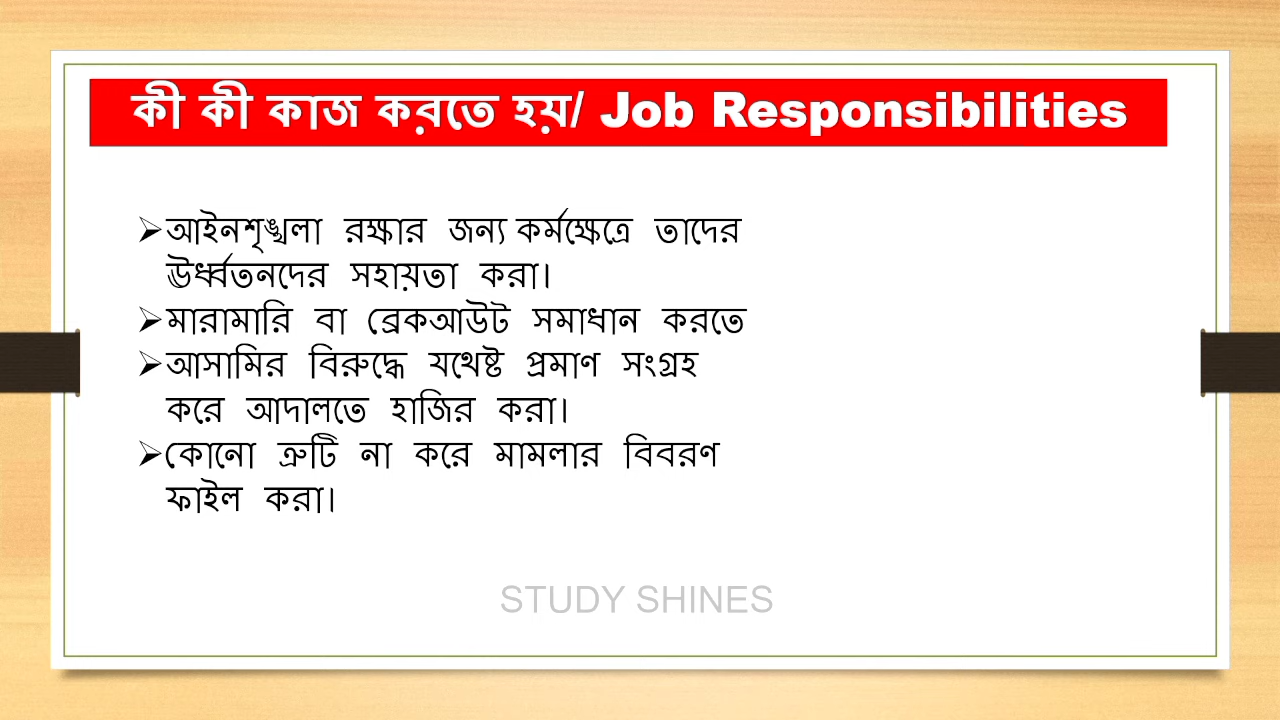 কী কী কাজ করতে হয়/ Job Responsibilities
➢আইনশৃঙ্খলা রক্ষার জন্য কর্মক্ষেত্রে তাদের
ঊর্ধ্বতনদের সহায়তা করা।
➢মারামারি বা ব্রেকআউট সমাধান করতে
➢আসামির বিরুদ্ধে যথেষ্ট প্রমাণ সংগ্রহ
করে আদালতে হাজির করা।
➢কোনো ত্রুটি না করে মামলার বিবরণ
ফাইল করা।
STUDY SHINES